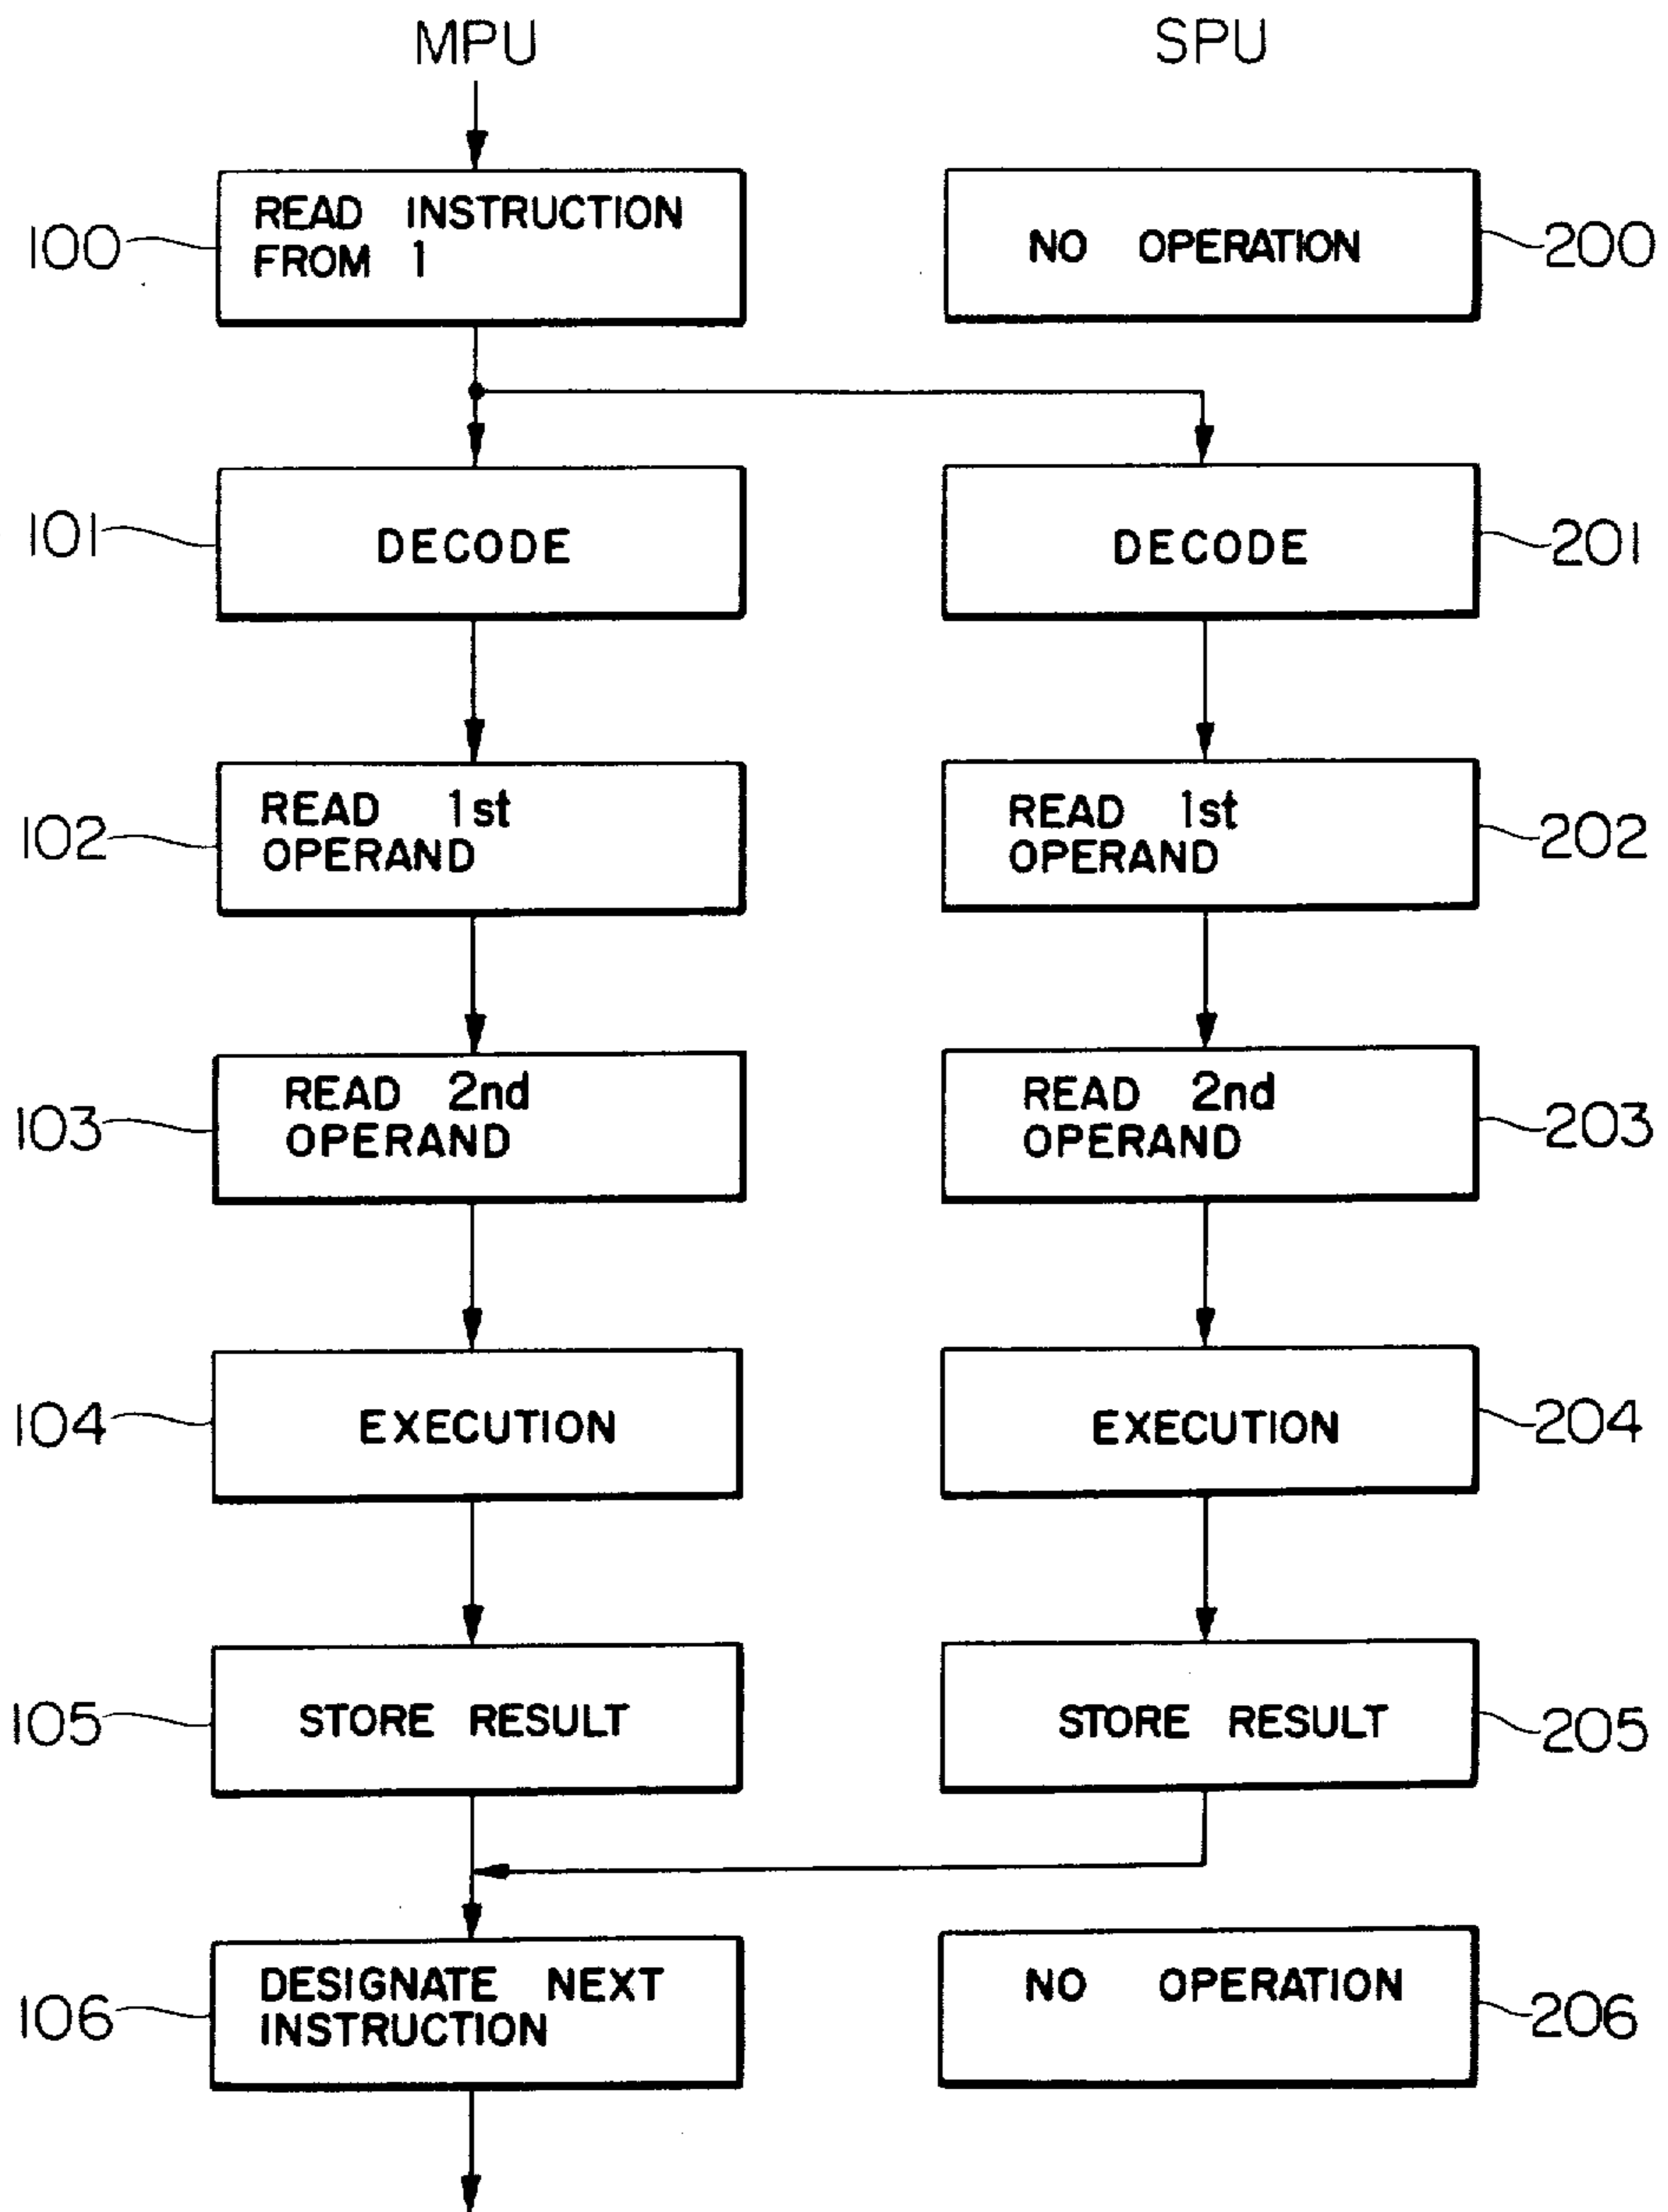 MPU
SPU
100
READ INSTRUCTION
FROM 1
NO OPERATION
200
101
DECODE
DECODE
201
102
READ 1st
OPERAND
READ 1st
OPERAND
202
103
READ 2nd
OPERAND
READ 2nd
OPERAND
203
104
EXECUTION
EXECUTION
204
105
STORE RESULT
STORE RESULT
205
106
DESIGNATE NEXT
INSTRUCTION
NO OPERATION
206